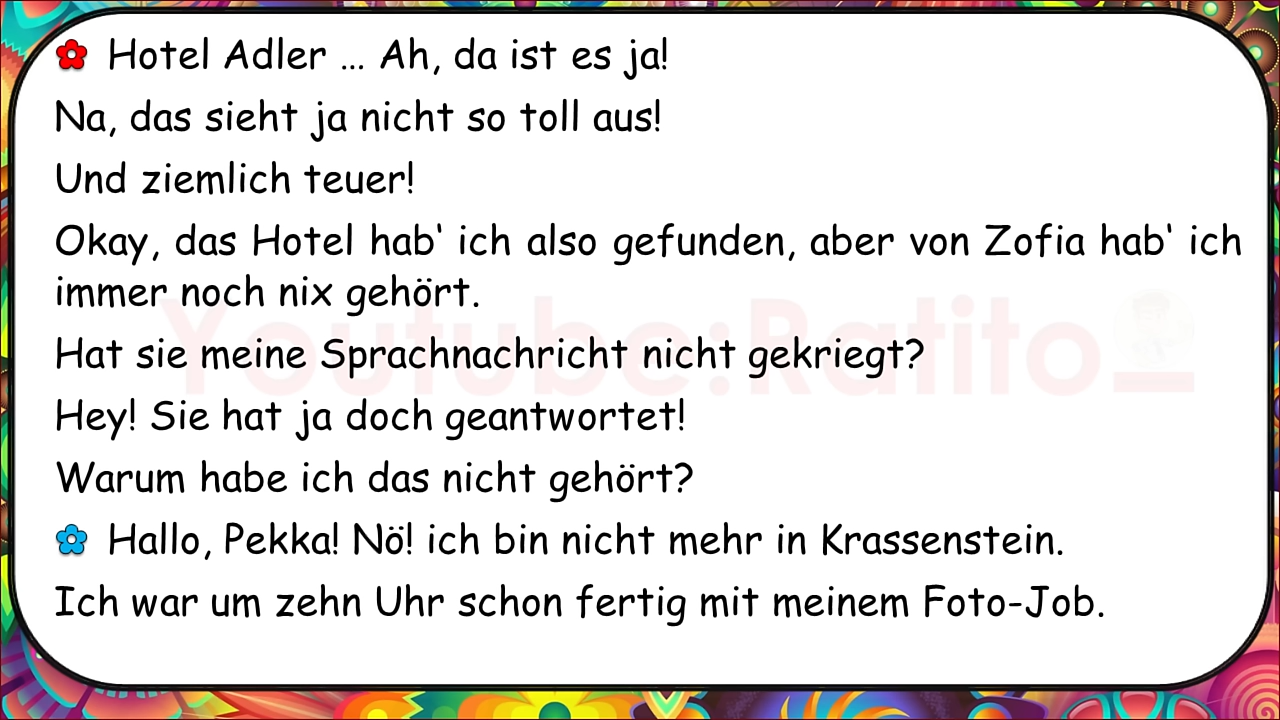 Hotel Adler ... Ah, da ist es ja!
Na, das sieht ja nicht so toll aus!
Und ziemlich teuer!
Okay, das Hotel hab‘ ich also gefunden, aber von Zofia hab‘ ich
immer noch nix gehört.
Youtube:Ratito
Hat sie meine Sprachnachricht nicht gekriegt?
Hey! Sie hat ja doch geantwortet!
Warum habe ich das nicht gehört?
Hallo, Pekka! Nö! ich bin nicht mehr in Krassenstein.
Ich war um zehn Uhr schon fertig mit meinem Foto-Job.